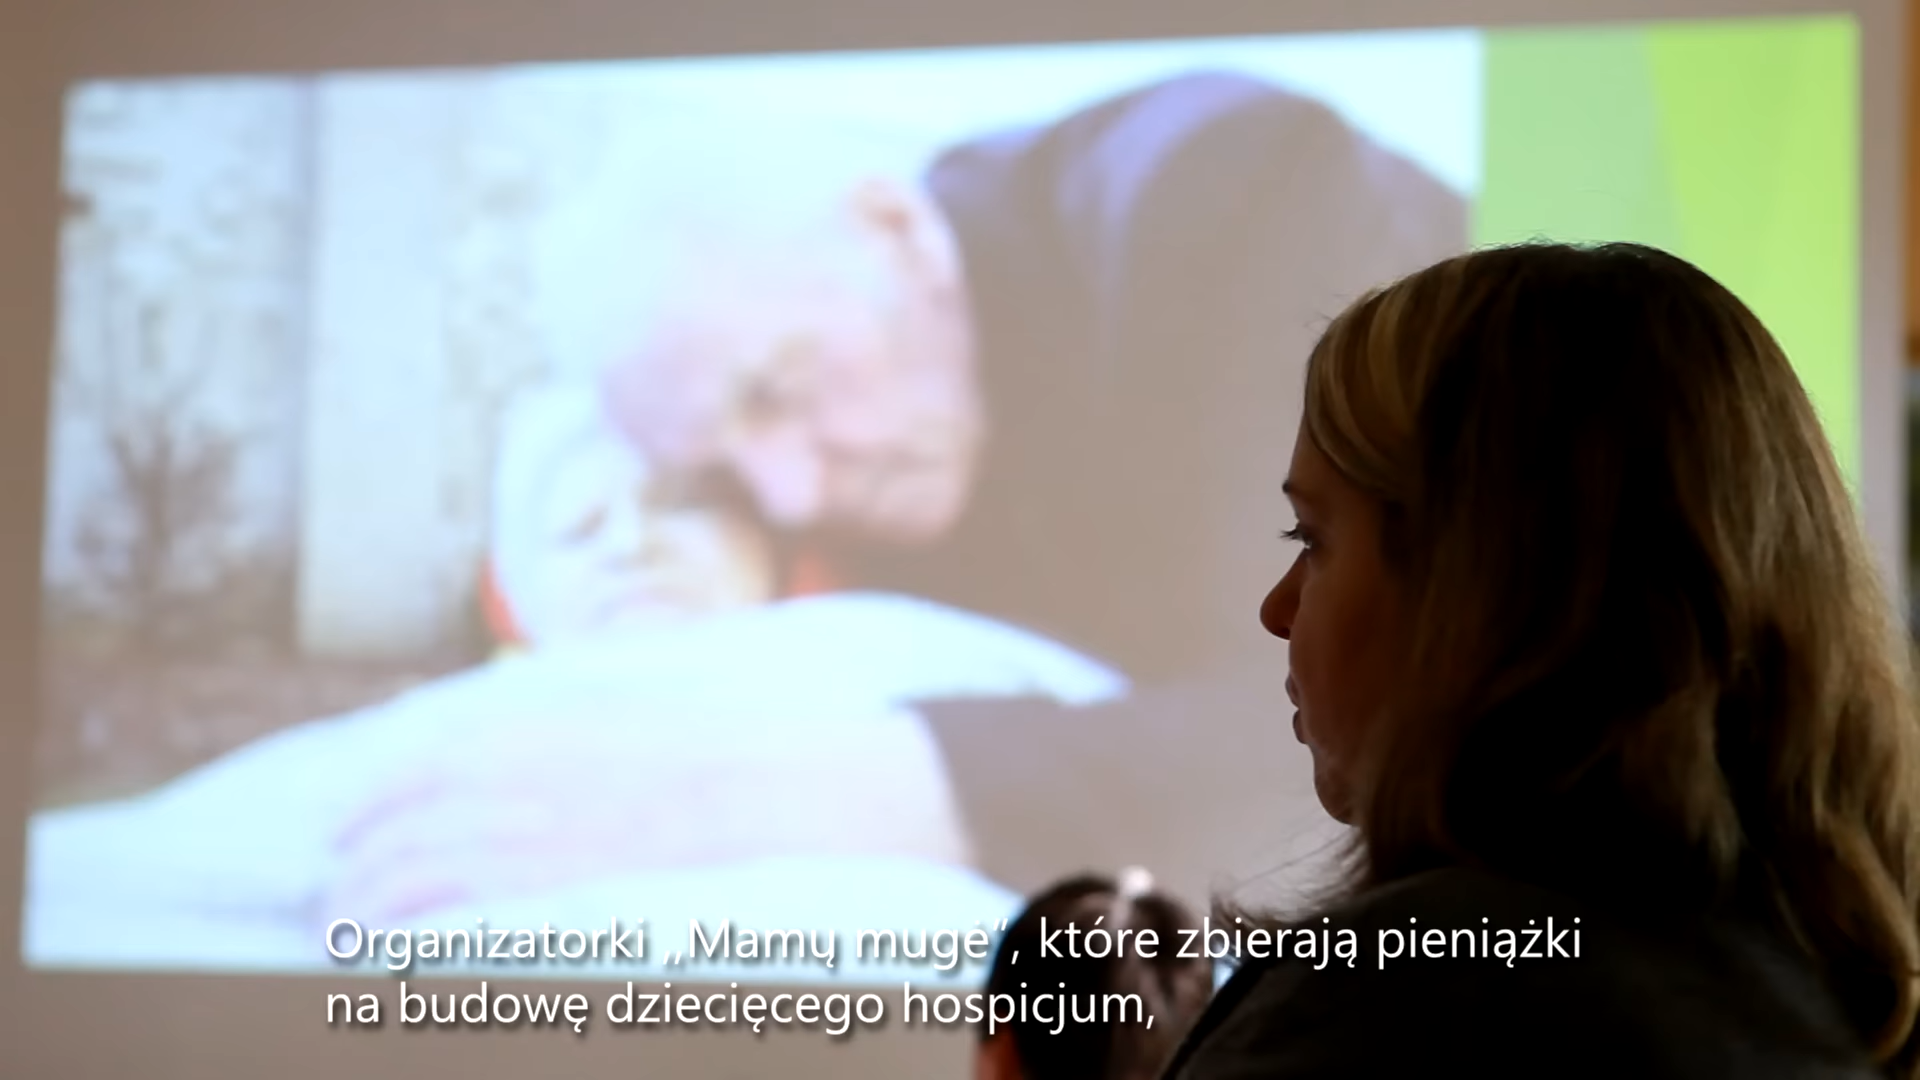 Organizatorki „Mamų mugė”, które zbierają pieniążki
na budowę dziecięcego hospicjum,